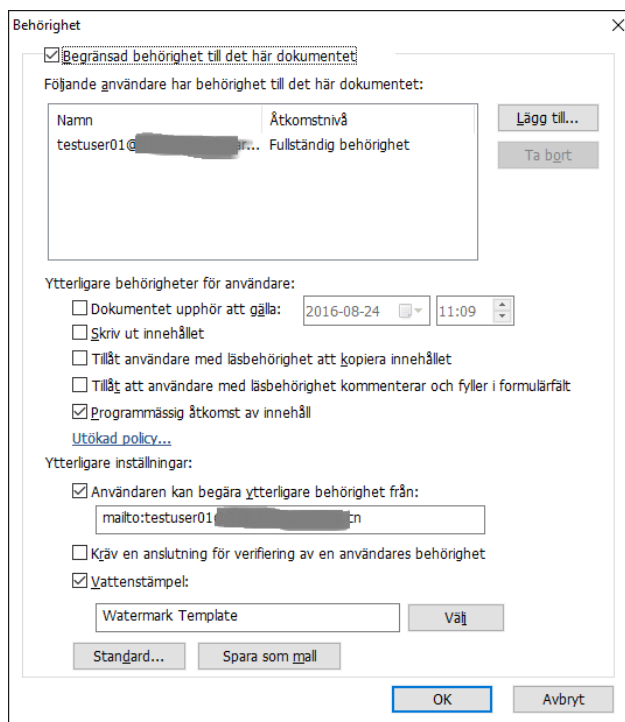 Behörighet
Begränsad behörighet till det här dokumentet
Följande användare har behörighet till det här dokumentet:
Namn Åtkomstnivå Lägg till...
testuser01@ ... Fullständig behörighet Ta bort
Ytterligare behörigheter för användare:
Dokumentet upphör att gälla: 2016-08-24 11:09
Skriv ut innehållet
Tillåt användare med läsbehörighet att kopiera innehållet
Tillåt att användare med läsbehörighet kommenterar och fyller i formulärfält
Programmässig åtkomst av innehåll
Utökad policy...
Ytterligare inställningar:
Användaren kan begära ytterligare behörighet från:
mailto:testuser01 cn
Kräv en anslutning för verifiering av en användares behörighet
Vattenstämpel:
Watermark Template Välj
Standard... Spara som mall
OK Avbryt